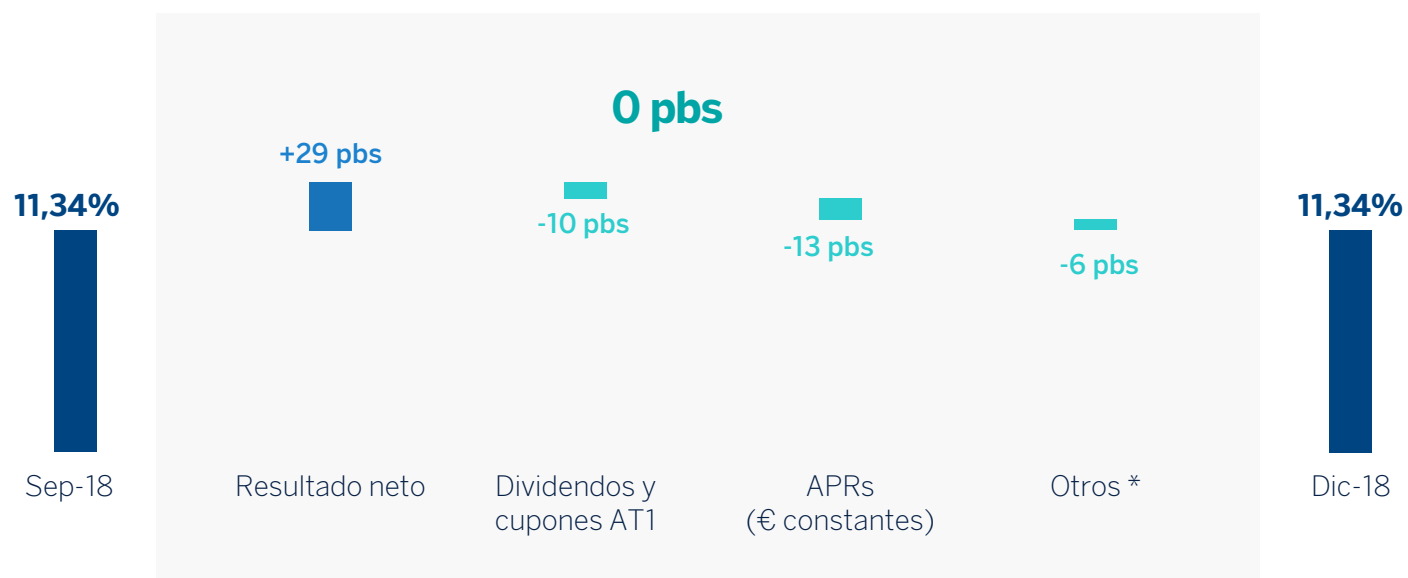 0 pbs
+29 pbs
11,34%
11,34%
-10 pbs
-13 pbs
-6 pbs
Sep-18
Resultado neto
Dividendos y
cupones AT1
APRs
(€ constantes)
Otros *
Dic-18